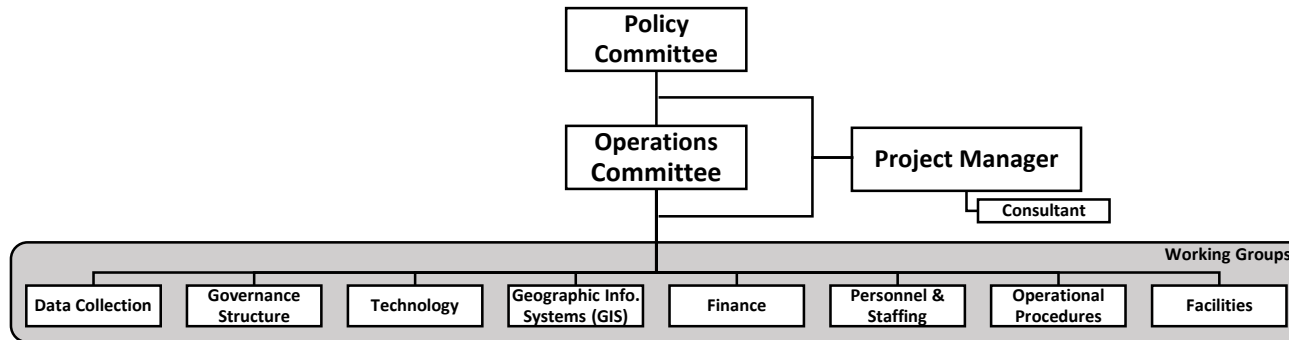 Policy
Committee
Operations
Committee
Project Manager
Consultant
Working Groups
Data Collection
Governance
Structure
Technology
Geographic Info.
Systems (GIS)
Finance
Personnel &
Staffing
Operational
Procedures
Facilities